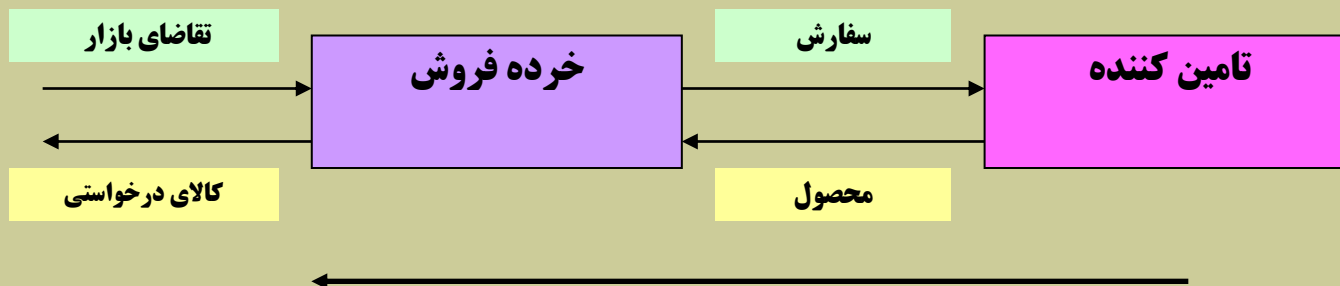 تقاضای بازار
سفارش
خرده فروش
تامین کننده
کالای درخواستی
محصول